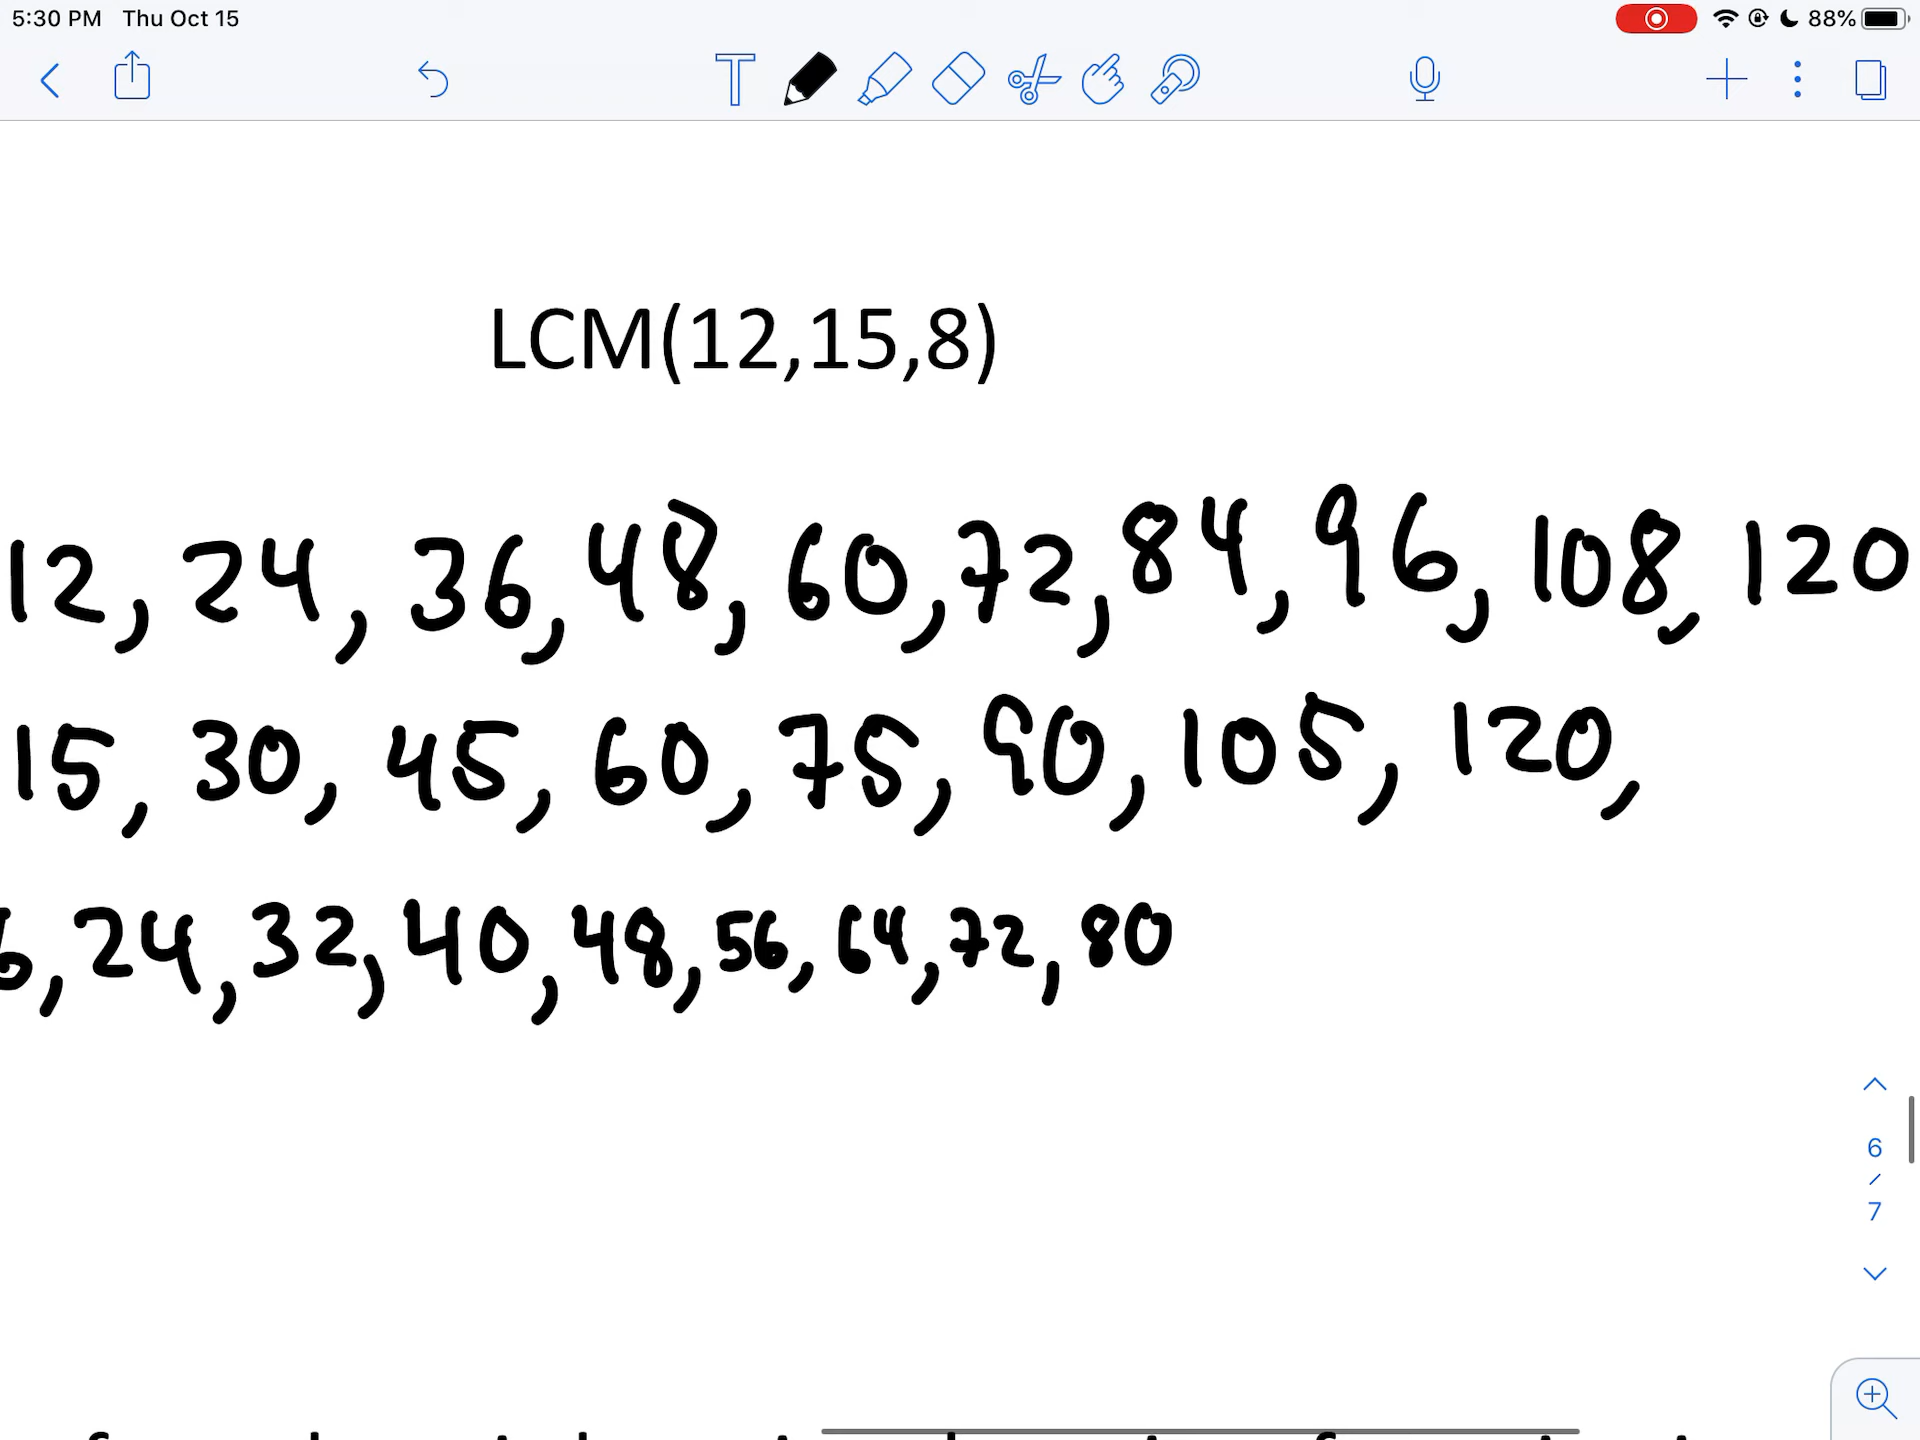 5:30 PM Thu Oct 15 88%
LCM(12,15,8)
12, 24, 36, 48, 60, 72, 84, 96, 108, 120
15, 30, 45, 60, 75, 90, 105, 120,
6, 24, 32, 40, 48, 56, 64, 72, 80
6
/
7